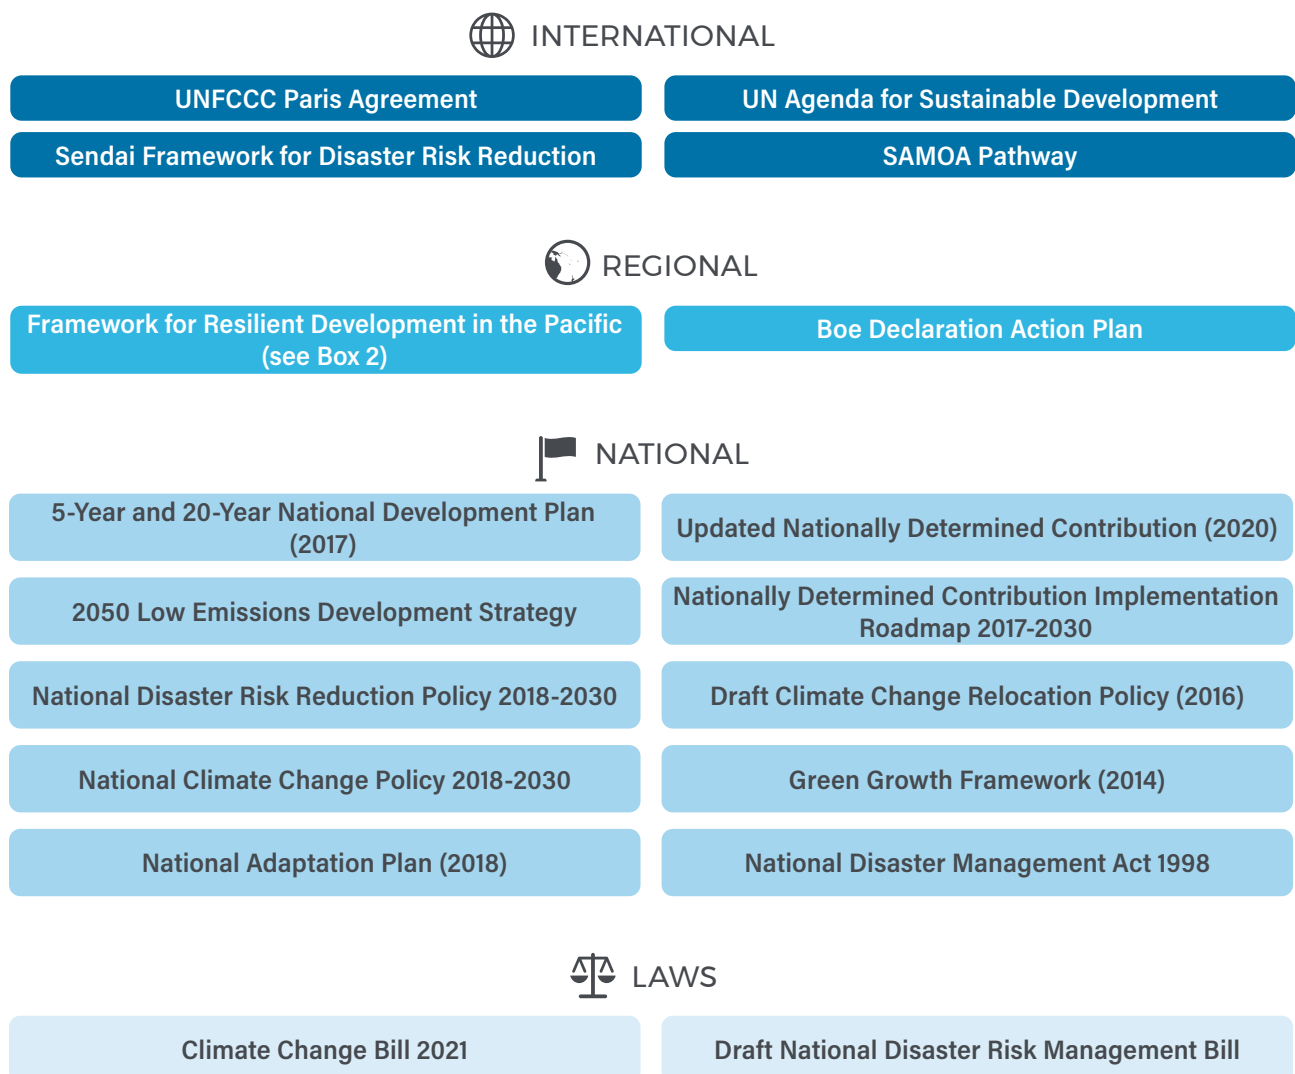 INTERNATIONAL
UNFCCC Paris Agreement
UN Agenda for Sustainable Development
Sendai Framework for Disaster Risk Reduction
SAMOA Pathway
REGIONAL
Framework for Resilient Development in the Pacific
(see Box 2)
Boe Declaration Action Plan
NATIONAL
5-Year and 20-Year National Development Plan
(2017)
Updated Nationally Determined Contribution (2020)
2050 Low Emissions Development Strategy
Nationally Determined Contribution Implementation
Roadmap 2017-2030
National Disaster Risk Reduction Policy 2018-2030
Draft Climate Change Relocation Policy (2016)
National Climate Change Policy 2018-2030
Green Growth Framework (2014)
National Adaptation Plan (2018)
National Disaster Management Act 1998
LAWS
Climate Change Bill 2021
Draft National Disaster Risk Management Bill